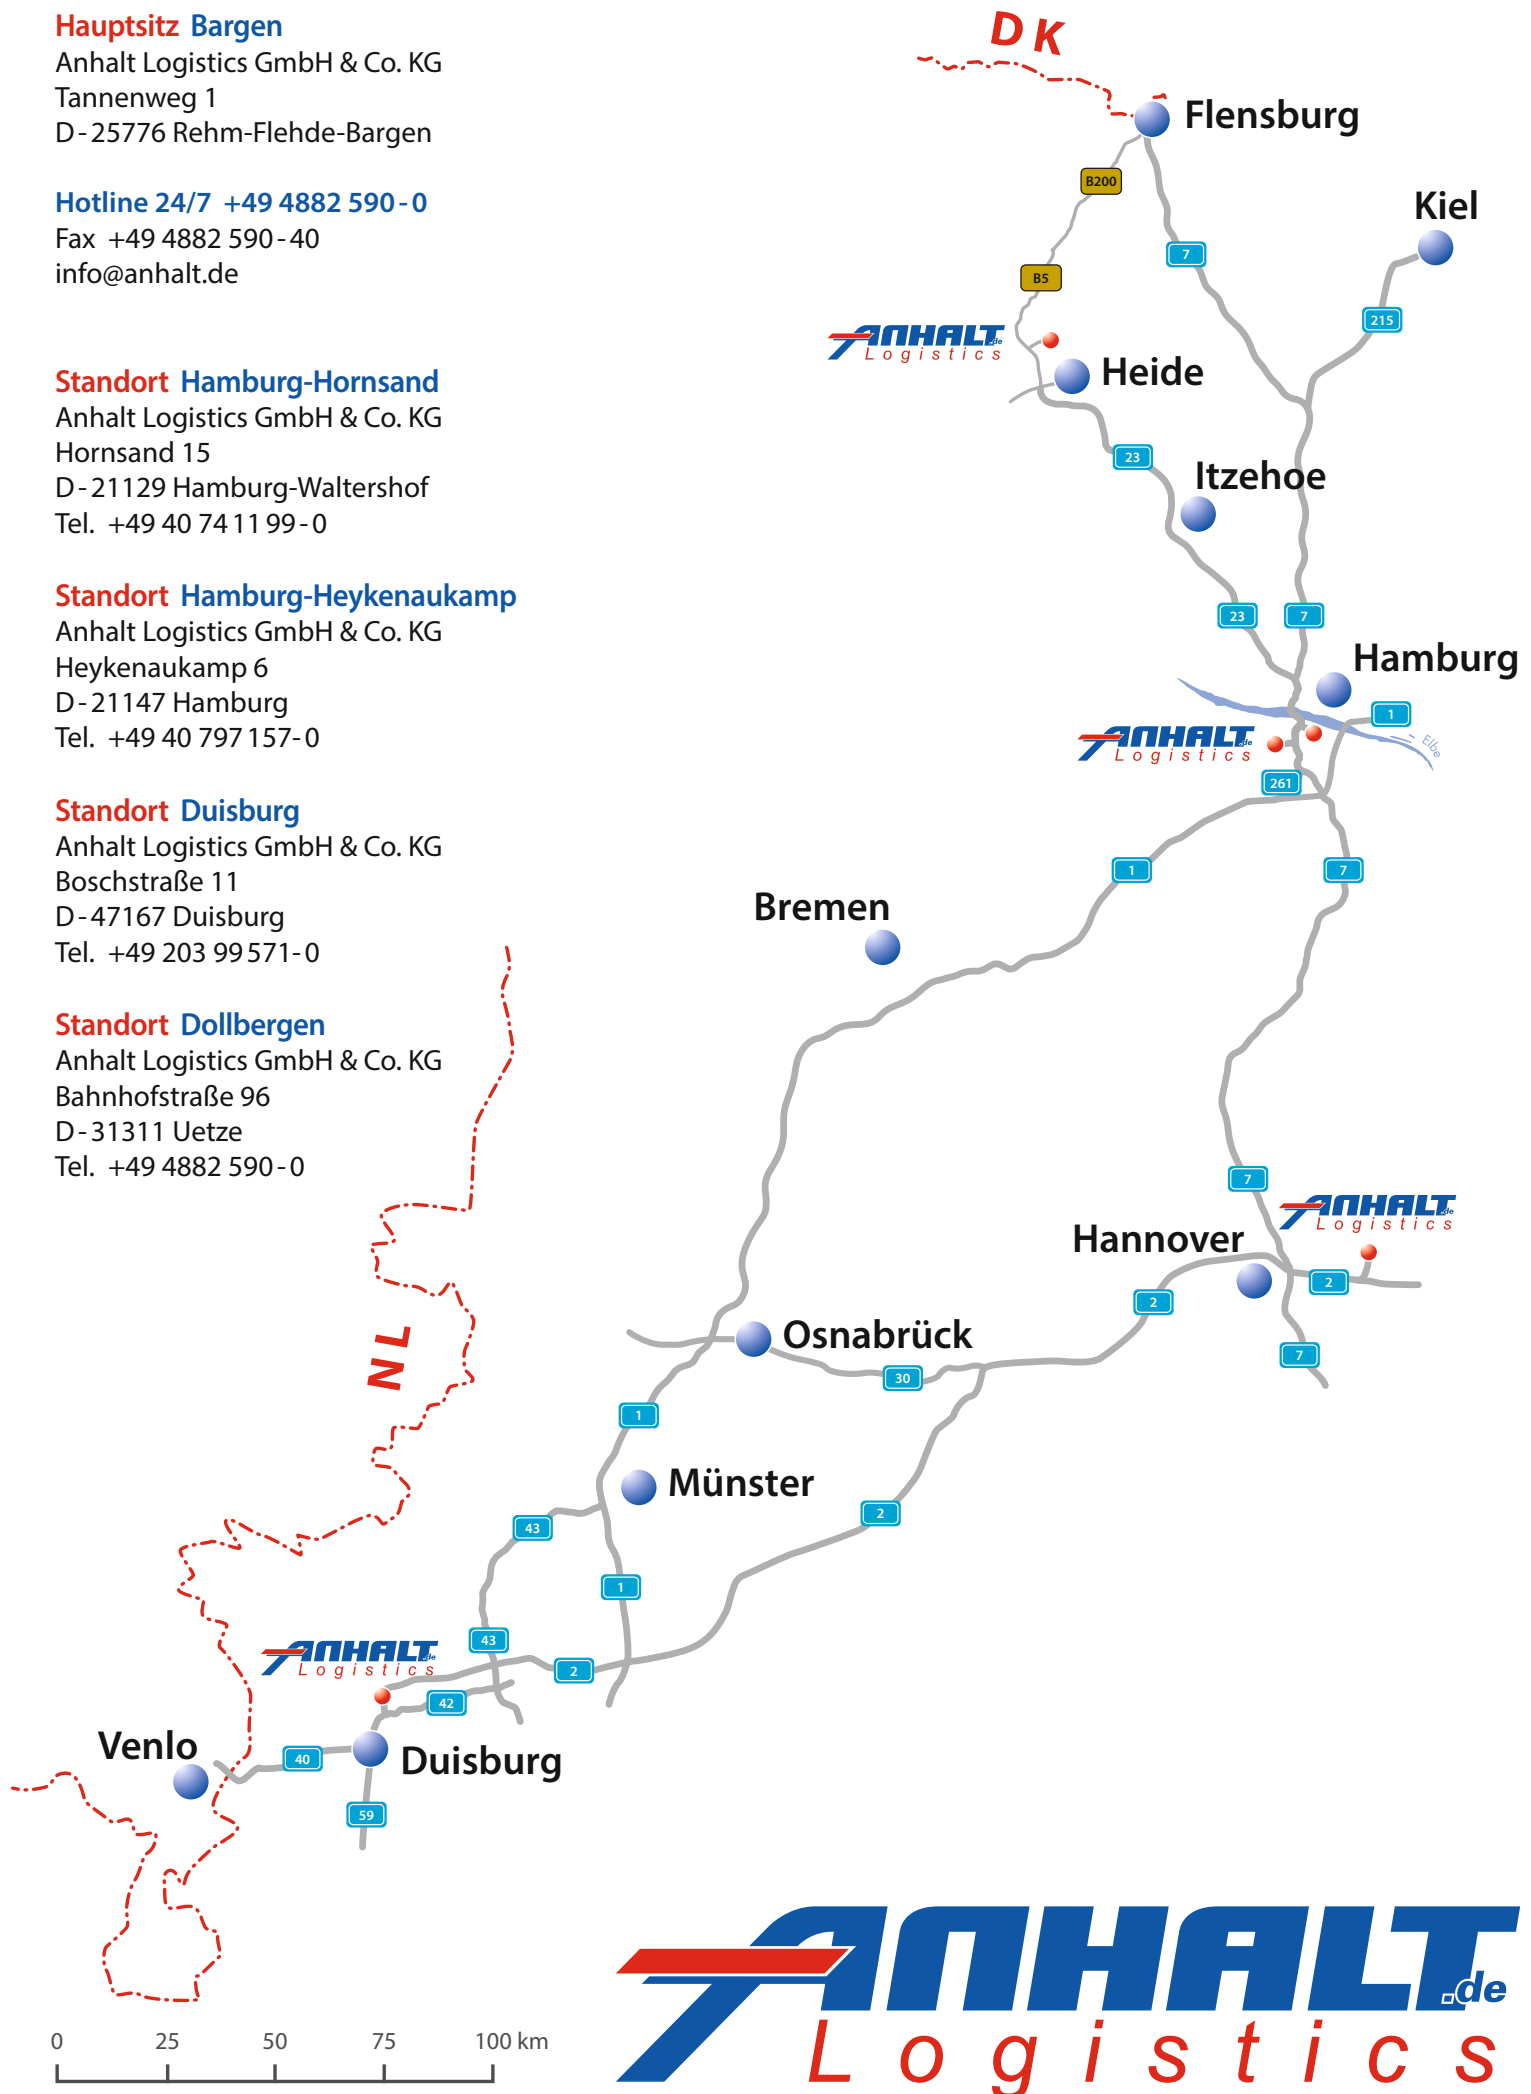 Hauptsitz Bargen
Anhalt Logistics GmbH & Co. KG
Tannenweg 1
D-25776 Rehm-Flehde-Bargen
Hotline 24/7 +49 4882 590-0
Fax +49 4882 590-40
info@anhalt.de
Standort Hamburg-Hornsand
Anhalt Logistics GmbH & Co. KG
Hornsand 15
D-21129 Hamburg-Waltershof
Tel. +49 40 74 11 99-0
Standort Hamburg-Heykenaukamp
Anhalt Logistics GmbH & Co. KG
Heykenaukamp 6
D-21147 Hamburg
Tel. +49 40 797 157-0
Standort Duisburg
Anhalt Logistics GmbH & Co. KG
Boschstraße 11
D-47167 Duisburg
Tel. +49 203 99 571-0
Standort Dollbergen
Anhalt Logistics GmbH & Co. KG
Bahnhofstraße 96
D-31311 Uetze
Tel. +49 4882 590-0
DK
Flensburg
B200
Kiel
7
B5
215
ANHALT.de
Logistics
Heide
23
Itzehoe
23
7
Hamburg
1
ANHALT.de
Logistics
Elbe
261
1
7
Bremen
7
ANHALT.de
Logistics
Hannover
2
2
NL
Osnabrück
7
30
1
Münster
2
43
1
43
ANHALT.de
Logistics
2
42
Venlo
40
Duisburg
59
ANHALT.de
Logistics
0 25 50 75 100 km